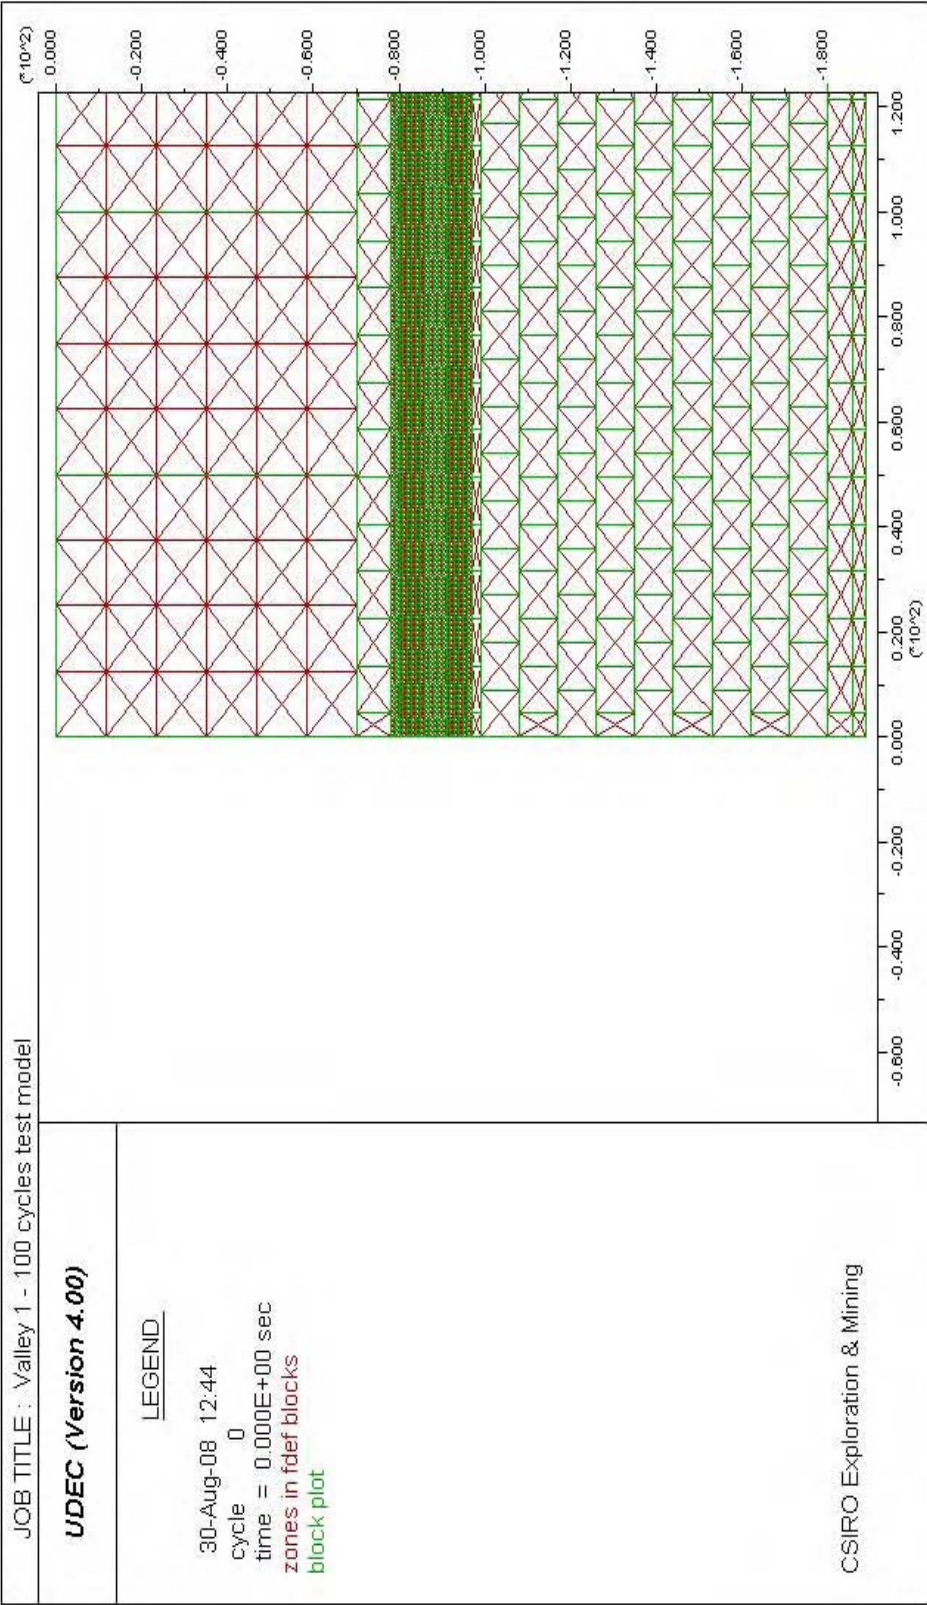 JOB TITLE : Valley 1 - 100 cycles test model
UDEC (Version 4.00)
LEGEND
30-Aug-08 12:44
cycle 0
time = 0.000E+00 sec
zones in fdef blocks
block plot
CSIRO Exploration & Mining
(*10^2)
0.000
-0.200
-0.400
-0.600
-0.800
-1.000
-1.200
-1.400
-1.600
-1.800
-0.600
-0.400
-0.200
0.000
0.200
0.400
0.600
0.800
1.000
1.200
(*10^2)